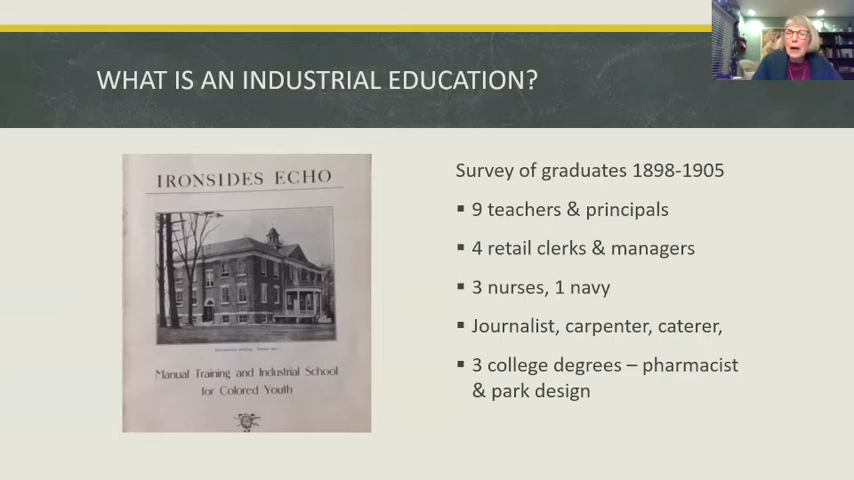 WHAT IS AN INDUSTRIAL EDUCATION?
IRONSIDES ECHO
Manual Training and Industrial School
for Colored Youth
Survey of graduates 1898-1905
▪ 9 teachers & principals
▪ 4 retail clerks & managers
▪ 3 nurses, 1 navy
▪ Journalist, carpenter, caterer,
▪ 3 college degrees – pharmacist
& park design